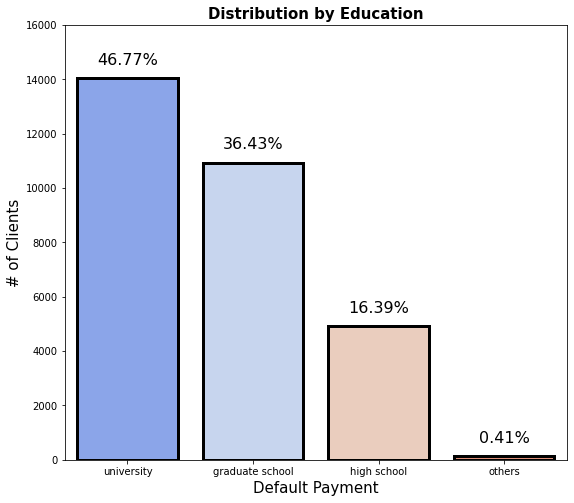 Distribution by Education
16000
14000
12000
10000
8000
6000
4000
2000
0
# of Clients
46.77%
36.43%
16.39%
0.41%
university
graduate school
high school
others
Default Payment